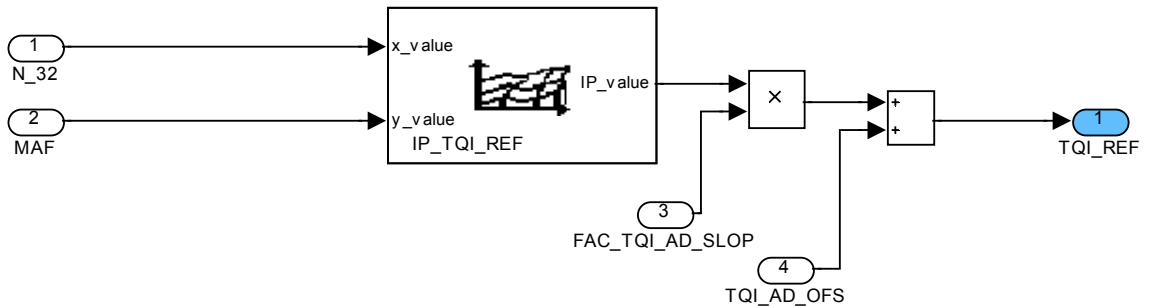 1
N_32
x_value
IP_value
2
MAF
y_value
IP_TQI_REF
×
+
+
1
TQI_REF
3
FAC_TQI_AD_SLOP
4
TQI_AD_OFS